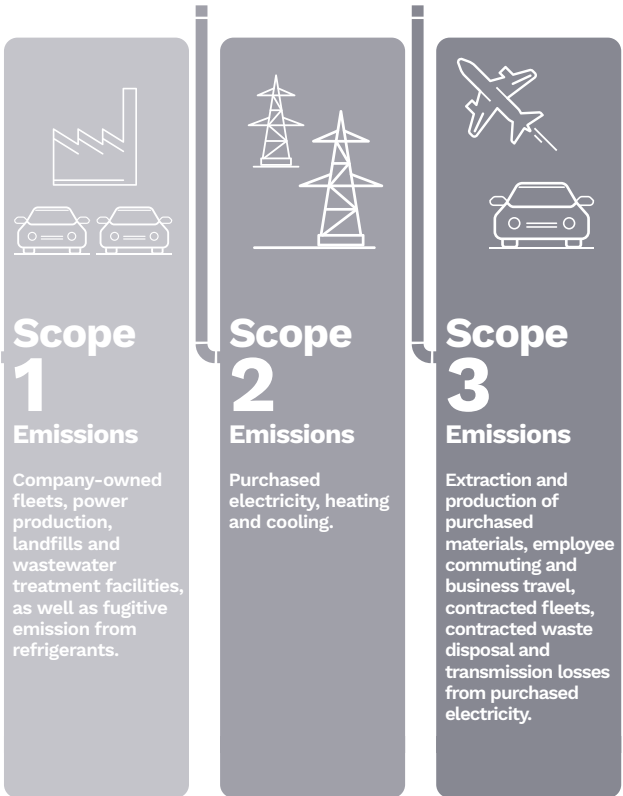 Scope
1
Emissions
Company-owned
fleets, power
production,
landfills and
wastewater
treatment facilities,
as well as fugitive
emission from
refrigerants.
Scope
2
Emissions
Purchased
electricity, heating
and cooling.
Scope
3
Emissions
Extraction and
production of
purchased
materials, employee
commuting and
business travel,
contracted fleets,
contracted waste
disposal and
transmission losses
from purchased
electricity.